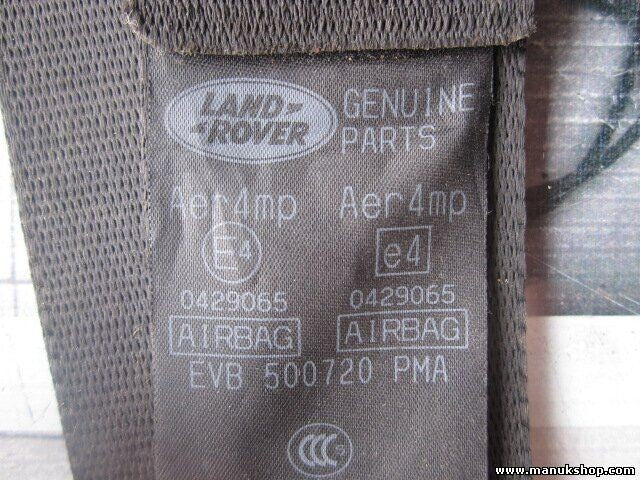 LAND ROVER GENUINE PARTS
Aer4mp Aer4mp
E4 e4
0429065 0429065
AIRBAG AIRBAG
EVB 500720 PMA
CCC
www.manukshop.com